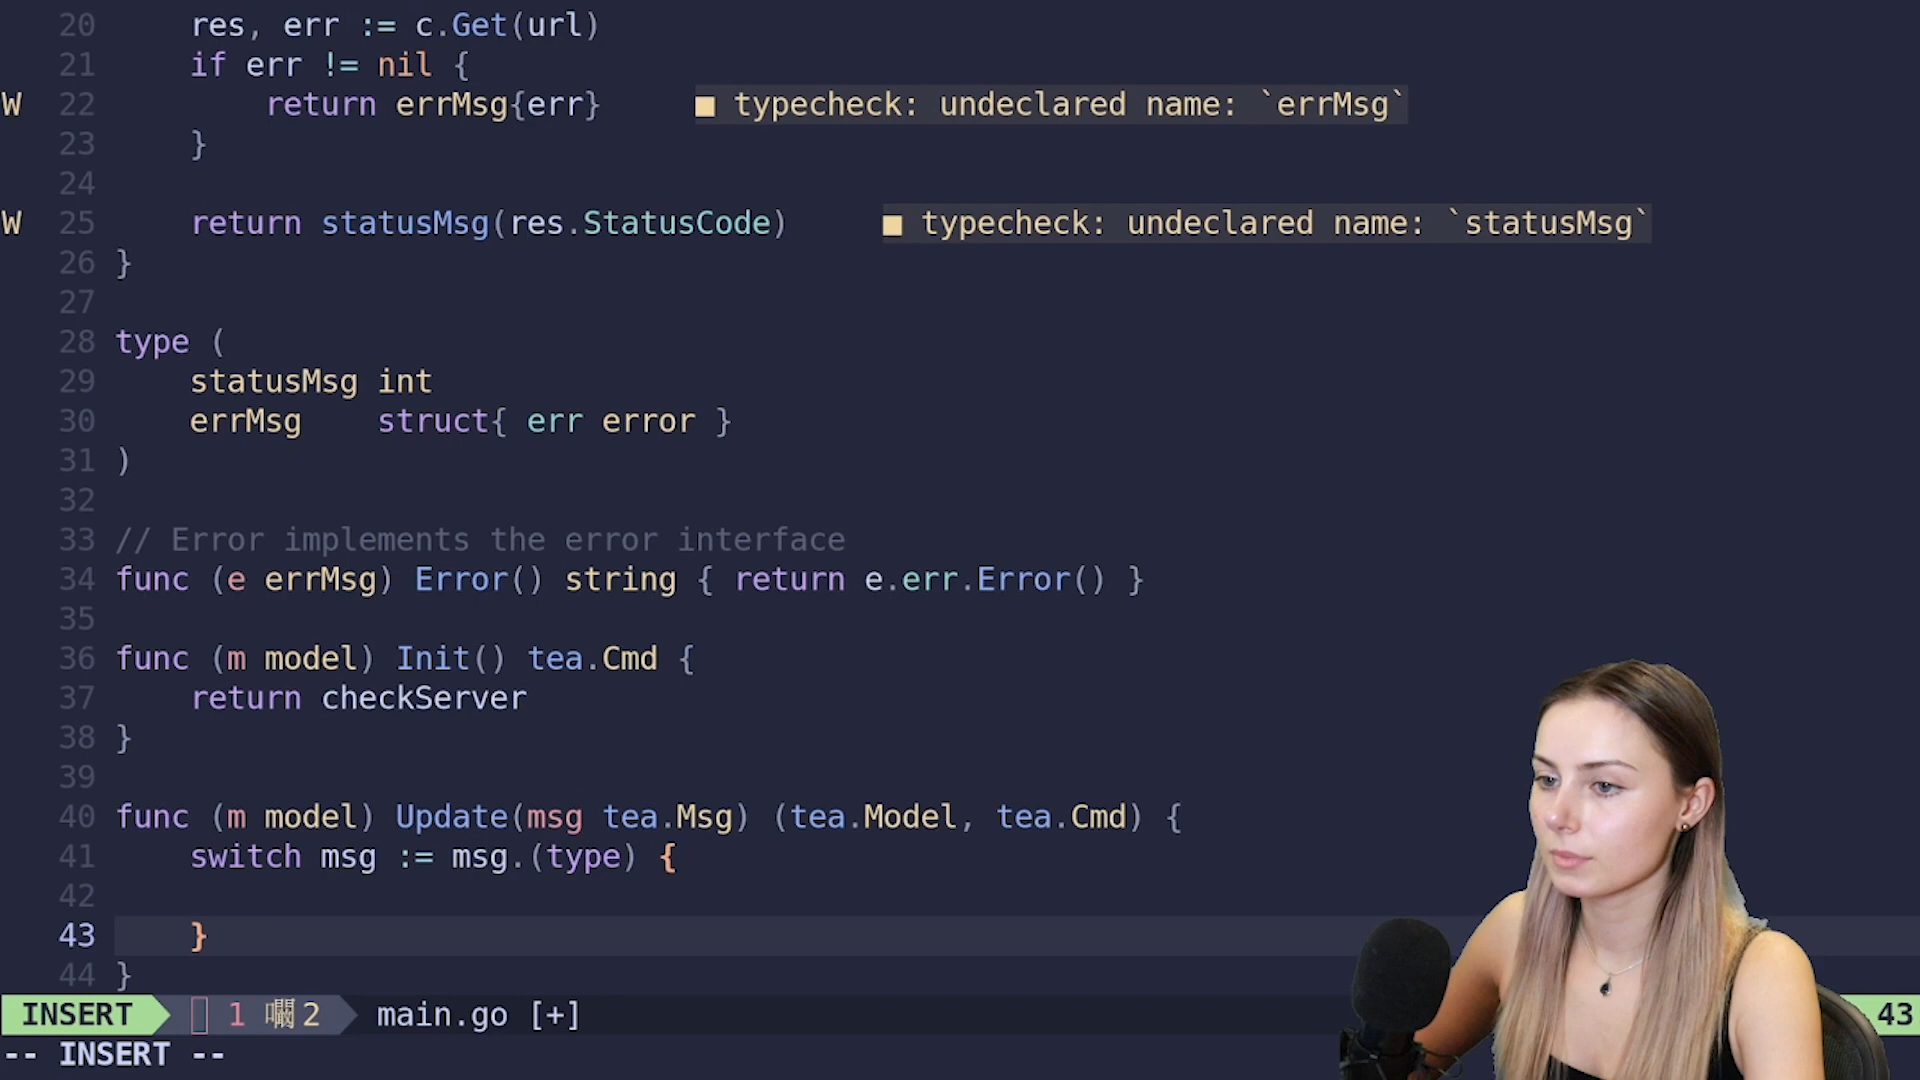 20 res, err := c.Get(url)
21 if err != nil {
W 22 return errMsg{err} ■ typecheck: undeclared name: `errMsg`
23 }
24
W 25 return statusMsg(res.StatusCode) ■ typecheck: undeclared name: `statusMsg`
26 }
27
28 type (
29 statusMsg int
30 errMsg struct{ err error }
31 )
32
33 // Error implements the error interface
34 func (e errMsg) Error() string { return e.err.Error() }
35
36 func (m model) Init() tea.Cmd {
37 return checkServer
38 }
39
40 func (m model) Update(msg tea.Msg) (tea.Model, tea.Cmd) {
41 switch msg := msg.(type) {
42
43 }
44 }
INSERT 1 2 main.go [+] 43
-- INSERT --